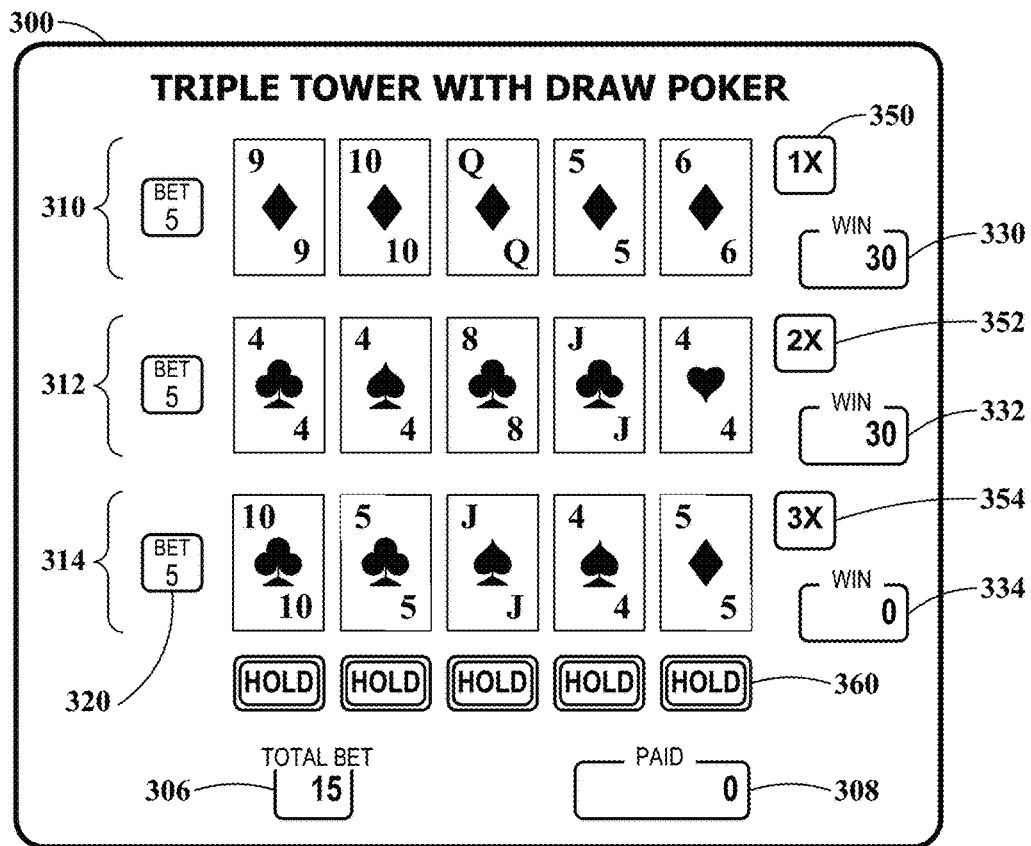 300
TRIPLE TOWER WITH DRAW POKER
350
9 10 Q 5 6 1X
310 BET
5
9 10 Q 5 6
WIN
30 330
352
4 4 8 J 4 2X
312 BET
5
4 4 8 J 4
WIN
30 332
354
10 5 J 4 5 3X
314 BET
5
10 5 J 4 5
WIN
0 334
320
HOLD HOLD HOLD HOLD HOLD 360
TOTAL BET PAID
306 15 0 308